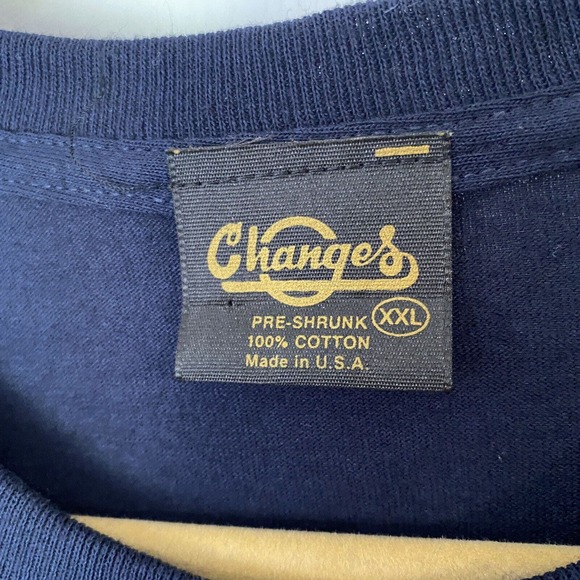 Changes
PRE-SHRUNK XXL
100% COTTON
Made in U.S.A.